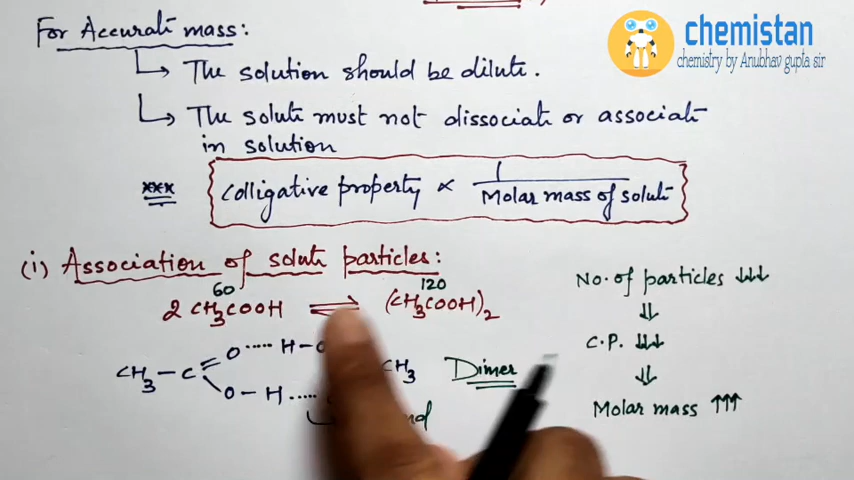 For Accurate mass:
chemistan
chemistry by Anubhav gupta sir
The solution should be dilute.
The solute must not dissociate or associate
in solution
*** Colligative property ∝ 1 / Molar mass of solute
(i) Association of solute particles:
60 120
2 CH3COOH ⇌ (CH3COOH)2
CH3 – C = O ····· H – O
CH3
O – H ·····
Dimer
No. of particles ↓↓↓
⇓
C.P. ↓↓↓
⇓
Molar mass ↑↑↑